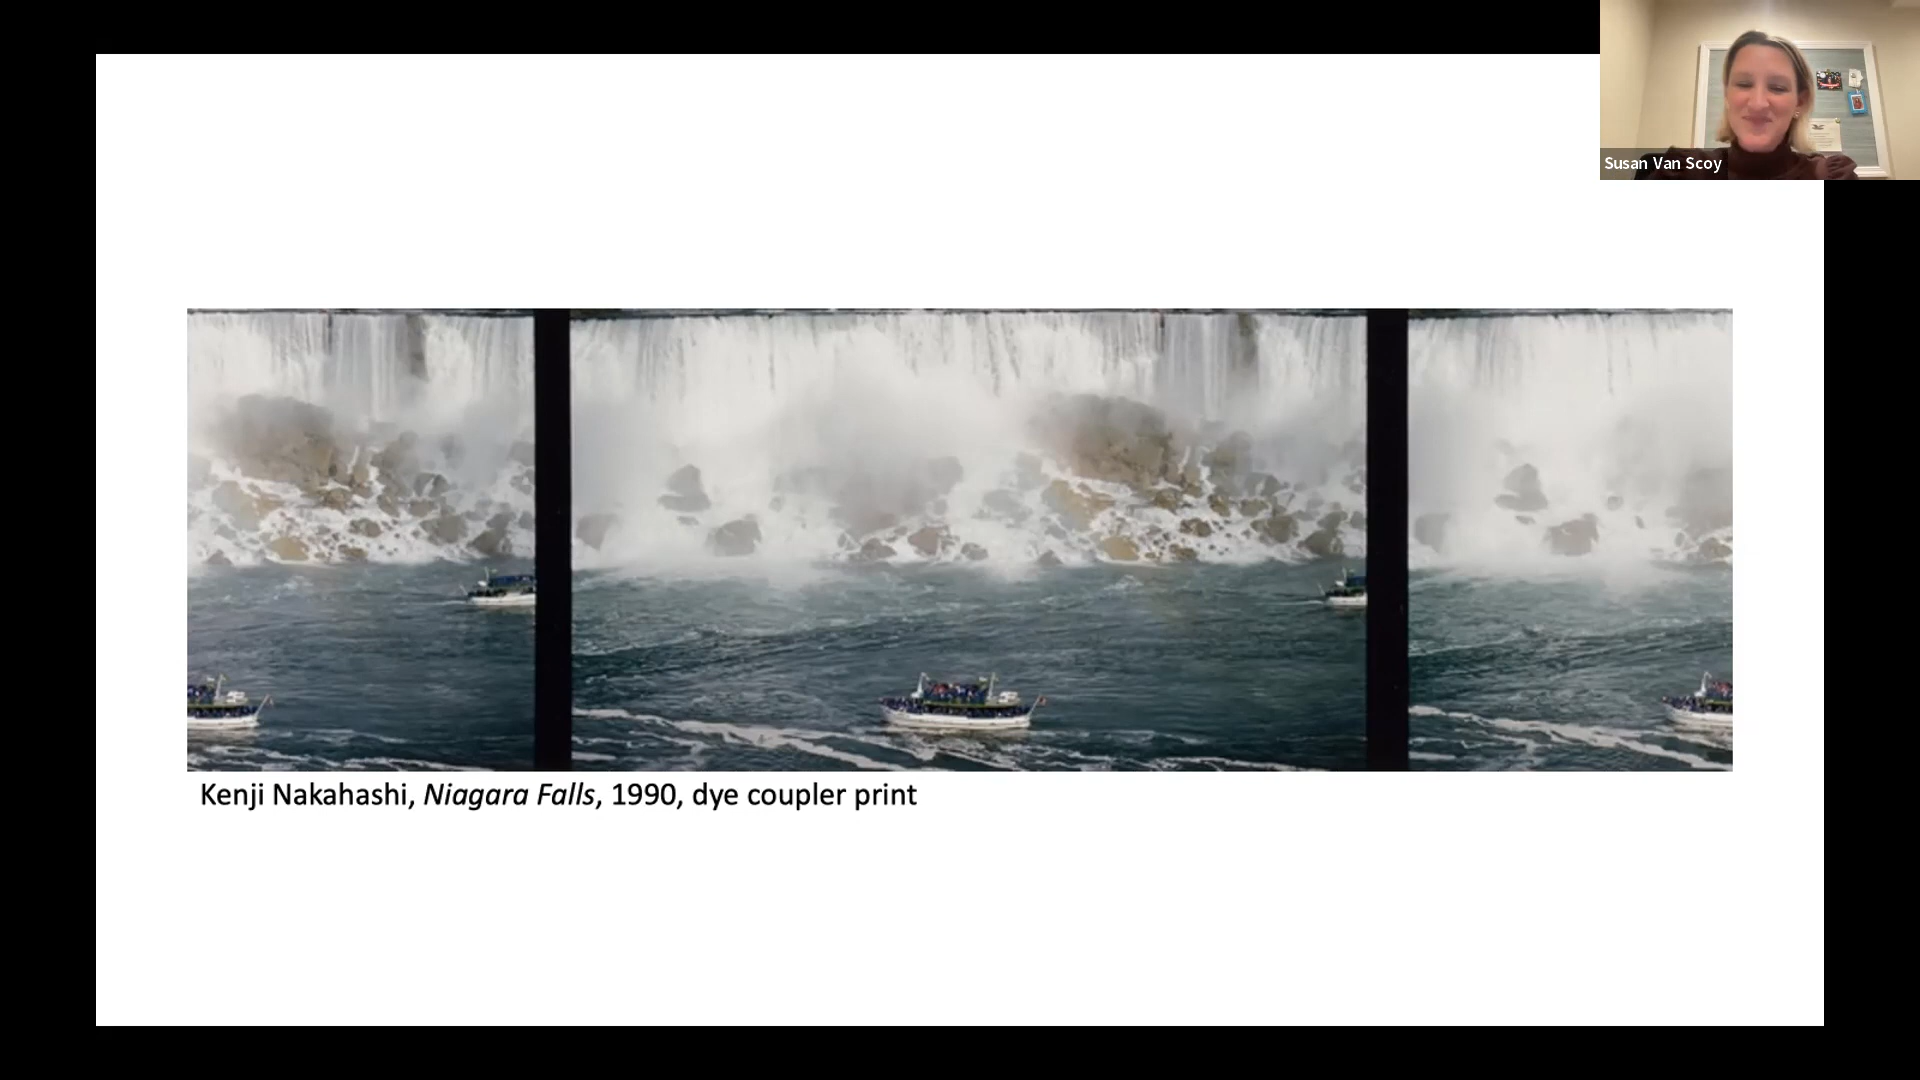 Susan Van Scoy
Kenji Nakahashi, Niagara Falls, 1990, dye coupler print